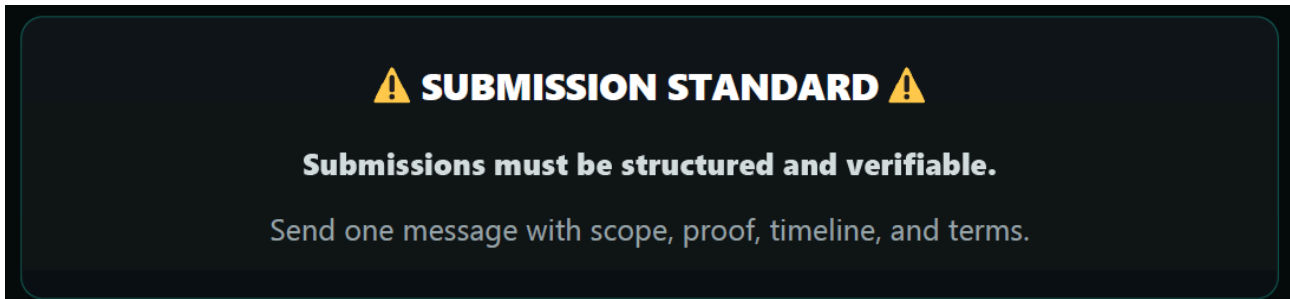 ⚠️ SUBMISSION STANDARD ⚠️
Submissions must be structured and verifiable.
Send one message with scope, proof, timeline, and terms.